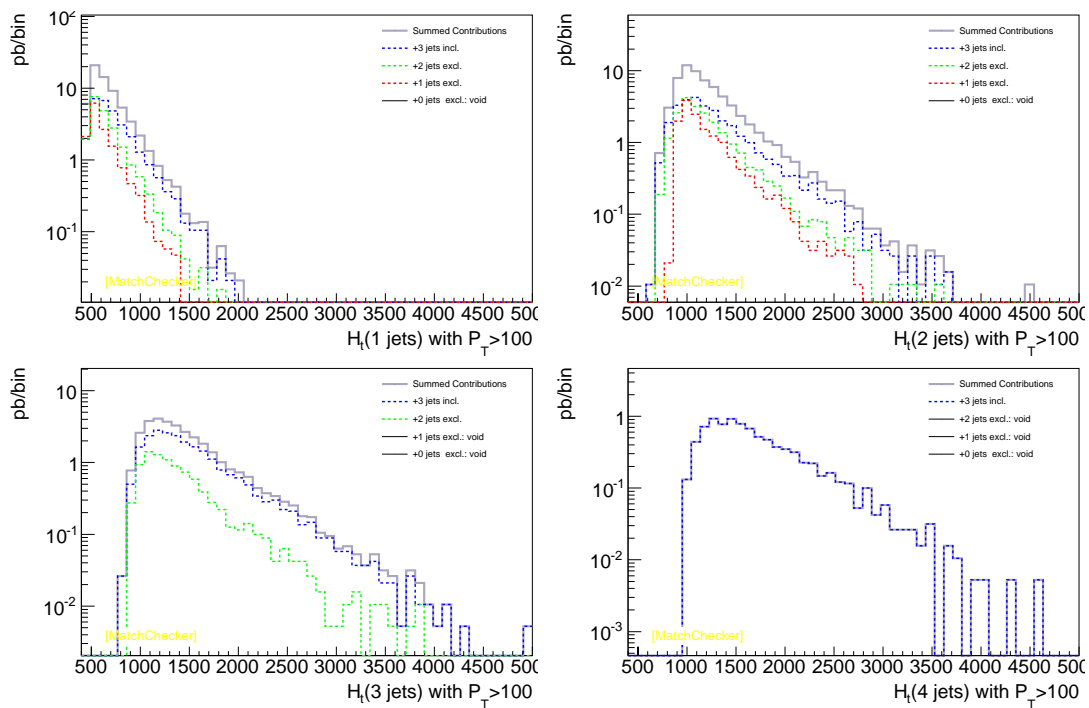 pb/bin
10²
10
1
10⁻¹
Summed Contributions
+3 jets incl.
+2 jets excl.
+1 jets excl.
+0 jets excl.: void
[MatchChecker]
500 1000 1500 2000 2500 3000 3500 4000 4500 5000
H_t(1 jets) with P_T>100
pb/bin
10
1
10⁻¹
10⁻²
Summed Contributions
+3 jets incl.
+2 jets excl.
+1 jets excl.
+0 jets excl.: void
[MatchChecker]
500 1000 1500 2000 2500 3000 3500 4000 4500 500
H_t(2 jets) with P_T>100
pb/bin
10
1
10⁻¹
10⁻²
Summed Contributions
+3 jets incl.
+2 jets excl.
+1 jets excl.: void
+0 jets excl.: void
[MatchChecker]
500 1000 1500 2000 2500 3000 3500 4000 4500 5000
H_t(3 jets) with P_T>100
pb/bin
1
10⁻¹
10⁻²
10⁻³
Summed Contributions
+3 jets incl.
+2 jets excl.: void
+1 jets excl.: void
+0 jets excl.: void
[MatchChecker]
500 1000 1500 2000 2500 3000 3500 4000 4500 500
H_t(4 jets) with P_T>100